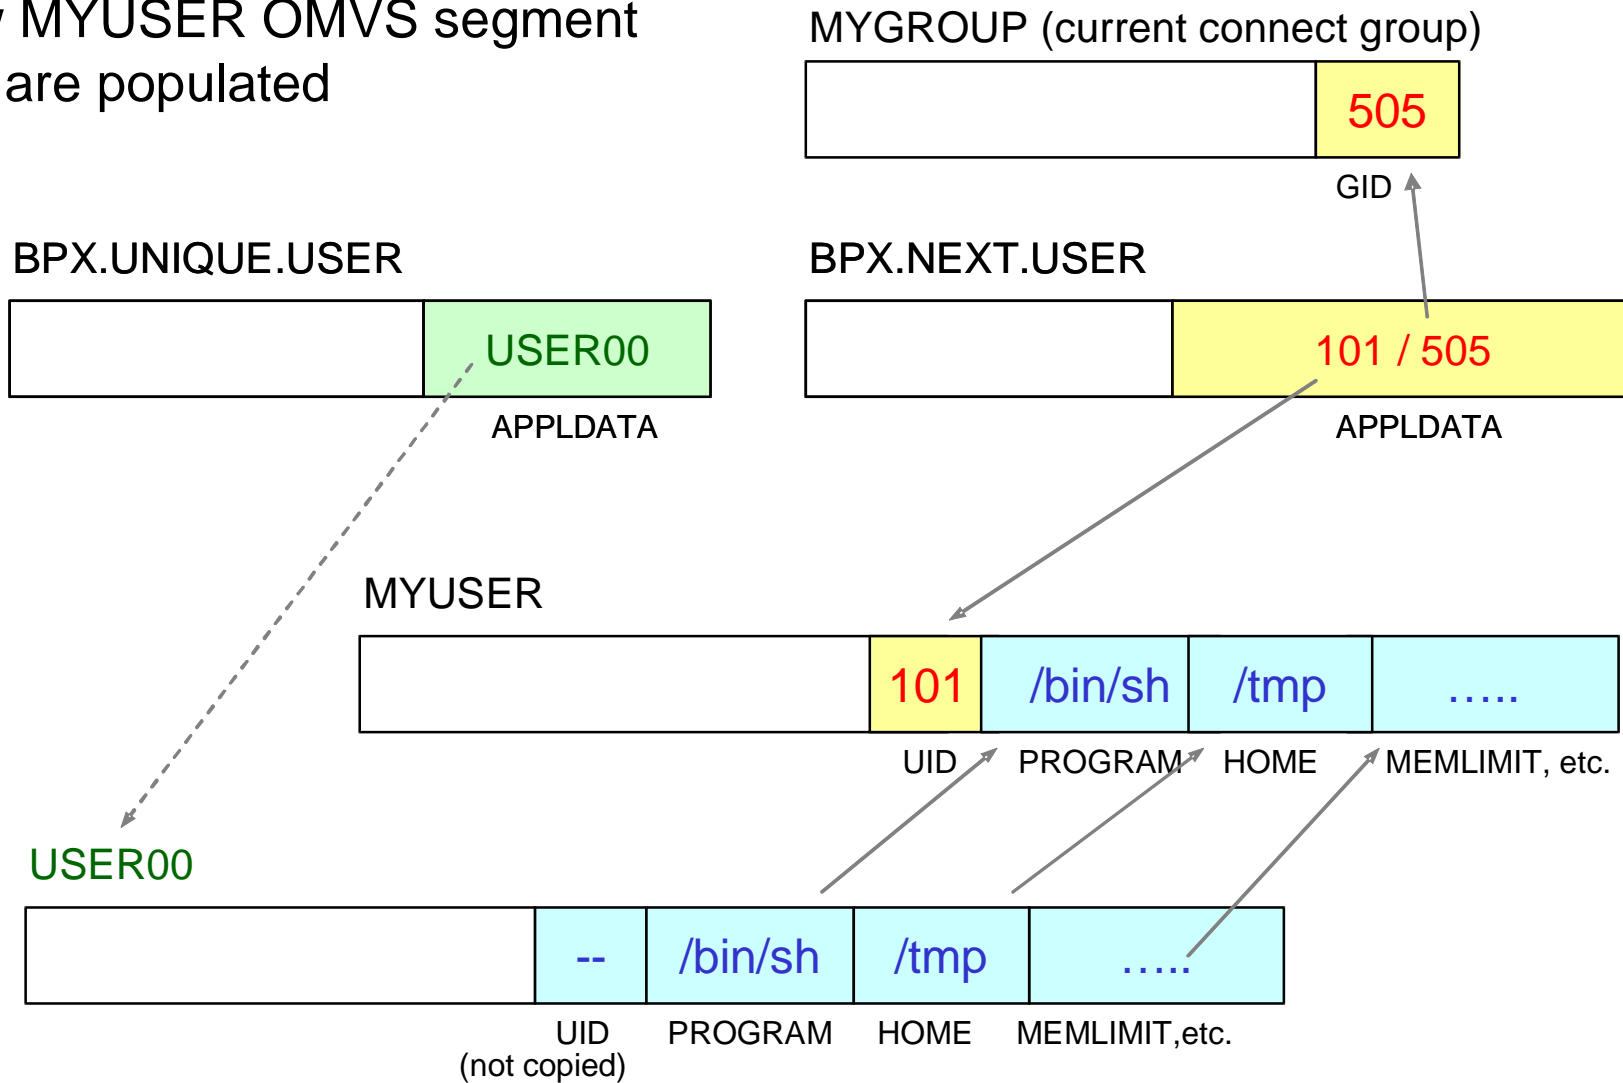 MYUSER OMVS segment
are populated
MYGROUP (current connect group)
505
GID
BPX.UNIQUE.USER
USER00
APPLDATA
BPX.NEXT.USER
101 / 505
APPLDATA
MYUSER
101
/bin/sh
/tmp
…..
UID
PROGRAM
HOME
MEMLIMIT, etc.
USER00
--
/bin/sh
/tmp
…..
UID
(not copied)
PROGRAM
HOME
MEMLIMIT,etc.